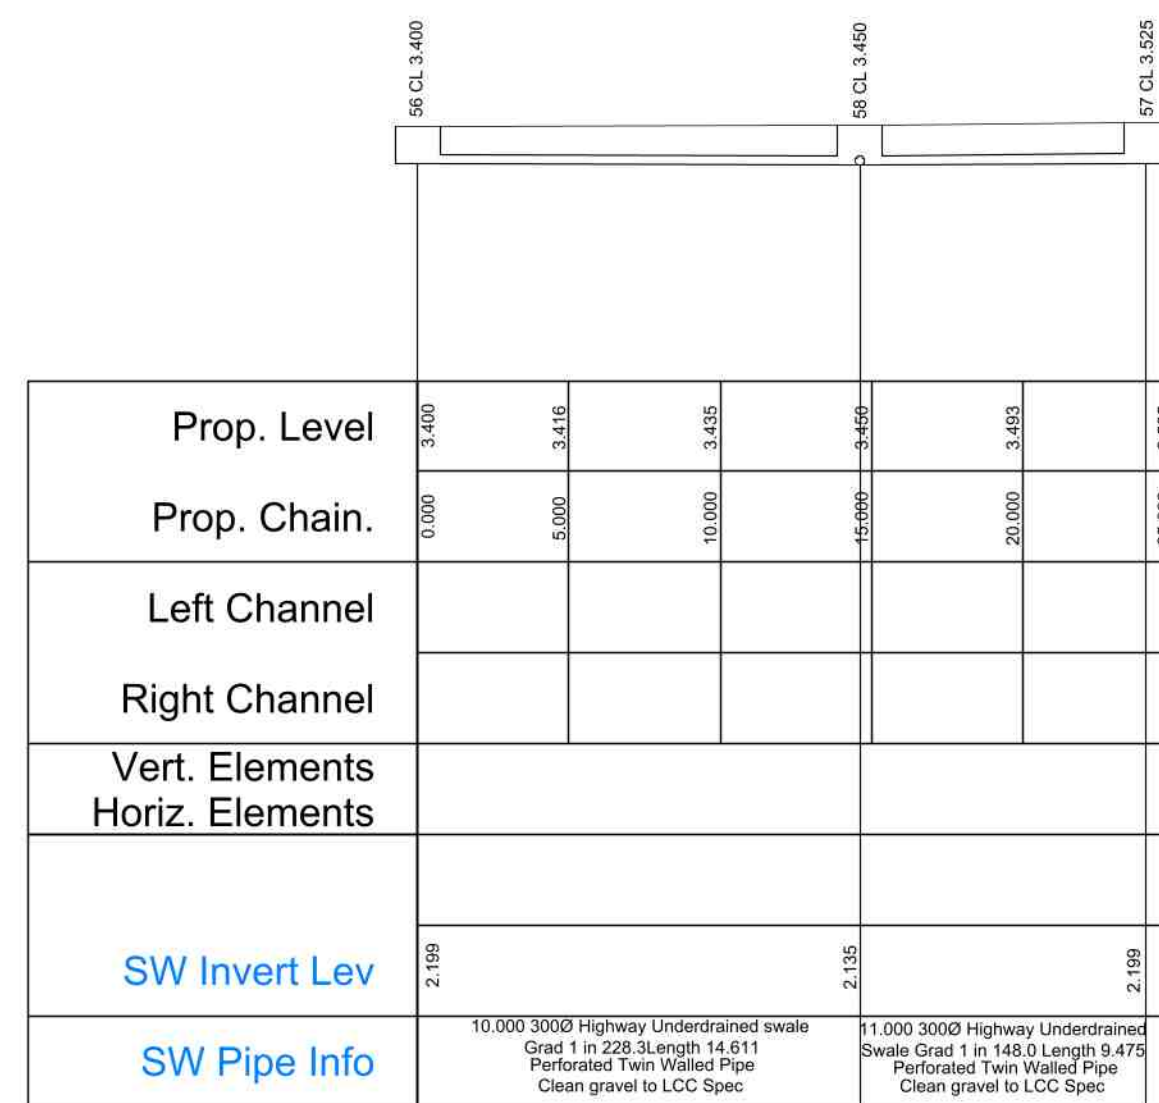 56 CL 3.400
58 CL 3.450
57 CL 3.525
Prop. Level
3.400
3.416
3.435
3.450
3.493
Prop. Chain.
0.000
5.000
10.000
15.000
20.000
Left Channel
Right Channel
Vert. Elements
Horiz. Elements
SW Invert Lev
2.199
2.135
2.199
SW Pipe Info
10.000 300Ø Highway Underdrained swale
Grad 1 in 228.3Length 14.611
Perforated Twin Walled Pipe
Clean gravel to LCC Spec
11.000 300Ø Highway Underdrained
Swale Grad 1 in 148.0 Length 9.475
Perforated Twin Walled Pipe
Clean gravel to LCC Spec